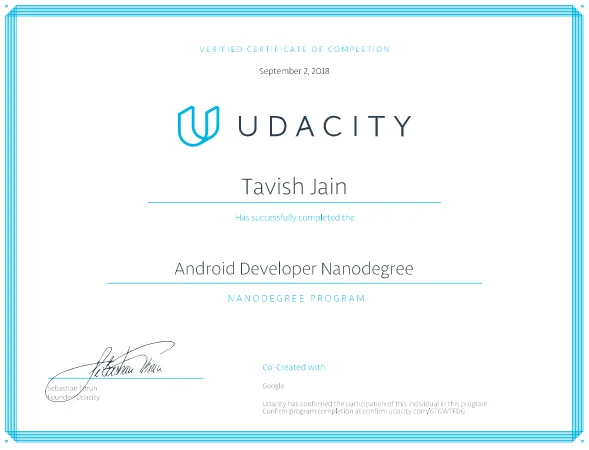 VERIFIED CERTIFICATE OF COMPLETION
September 2, 2018
UDACITY
Tavish Jain
Has successfully completed the
Android Developer Nanodegree
NANODEGREE PROGRAM
Sebastian Thrun
Sebastian Thrun
Founder, Udacity
Co-Created with
Google
Udacity has confirmed the participation of this individual in this program
Confirm program completion at confirm.udacity.com/